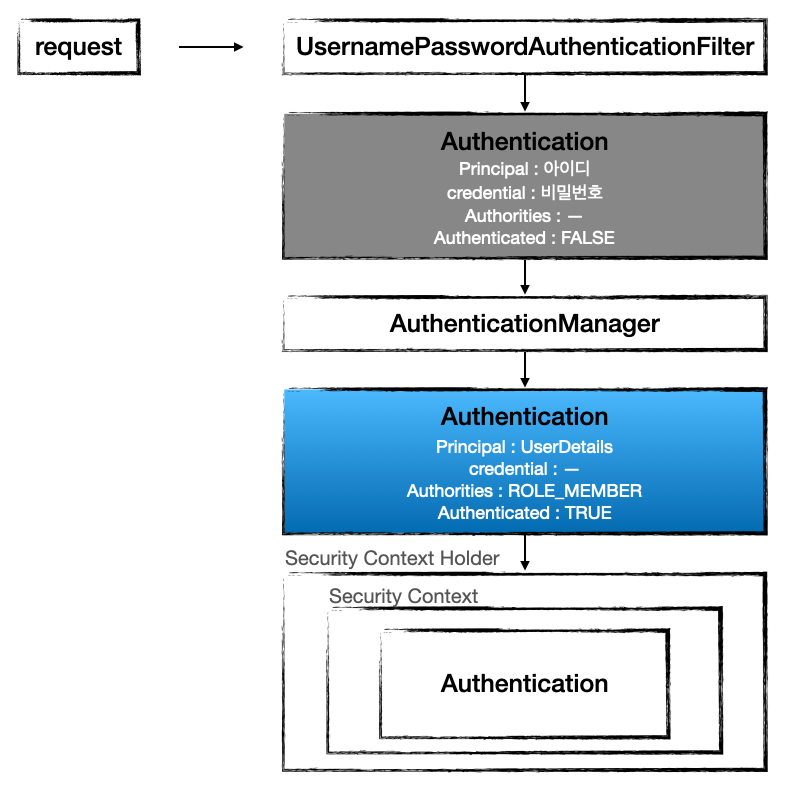 request
UsernamePasswordAuthenticationFilter
Authentication
Principal : 아이디
credential : 비밀번호
Authorities : —
Authenticated : FALSE
AuthenticationManager
Authentication
Principal : UserDetails
credential : —
Authorities : ROLE_MEMBER
Authenticated : TRUE
Security Context Holder
Security Context
Authentication